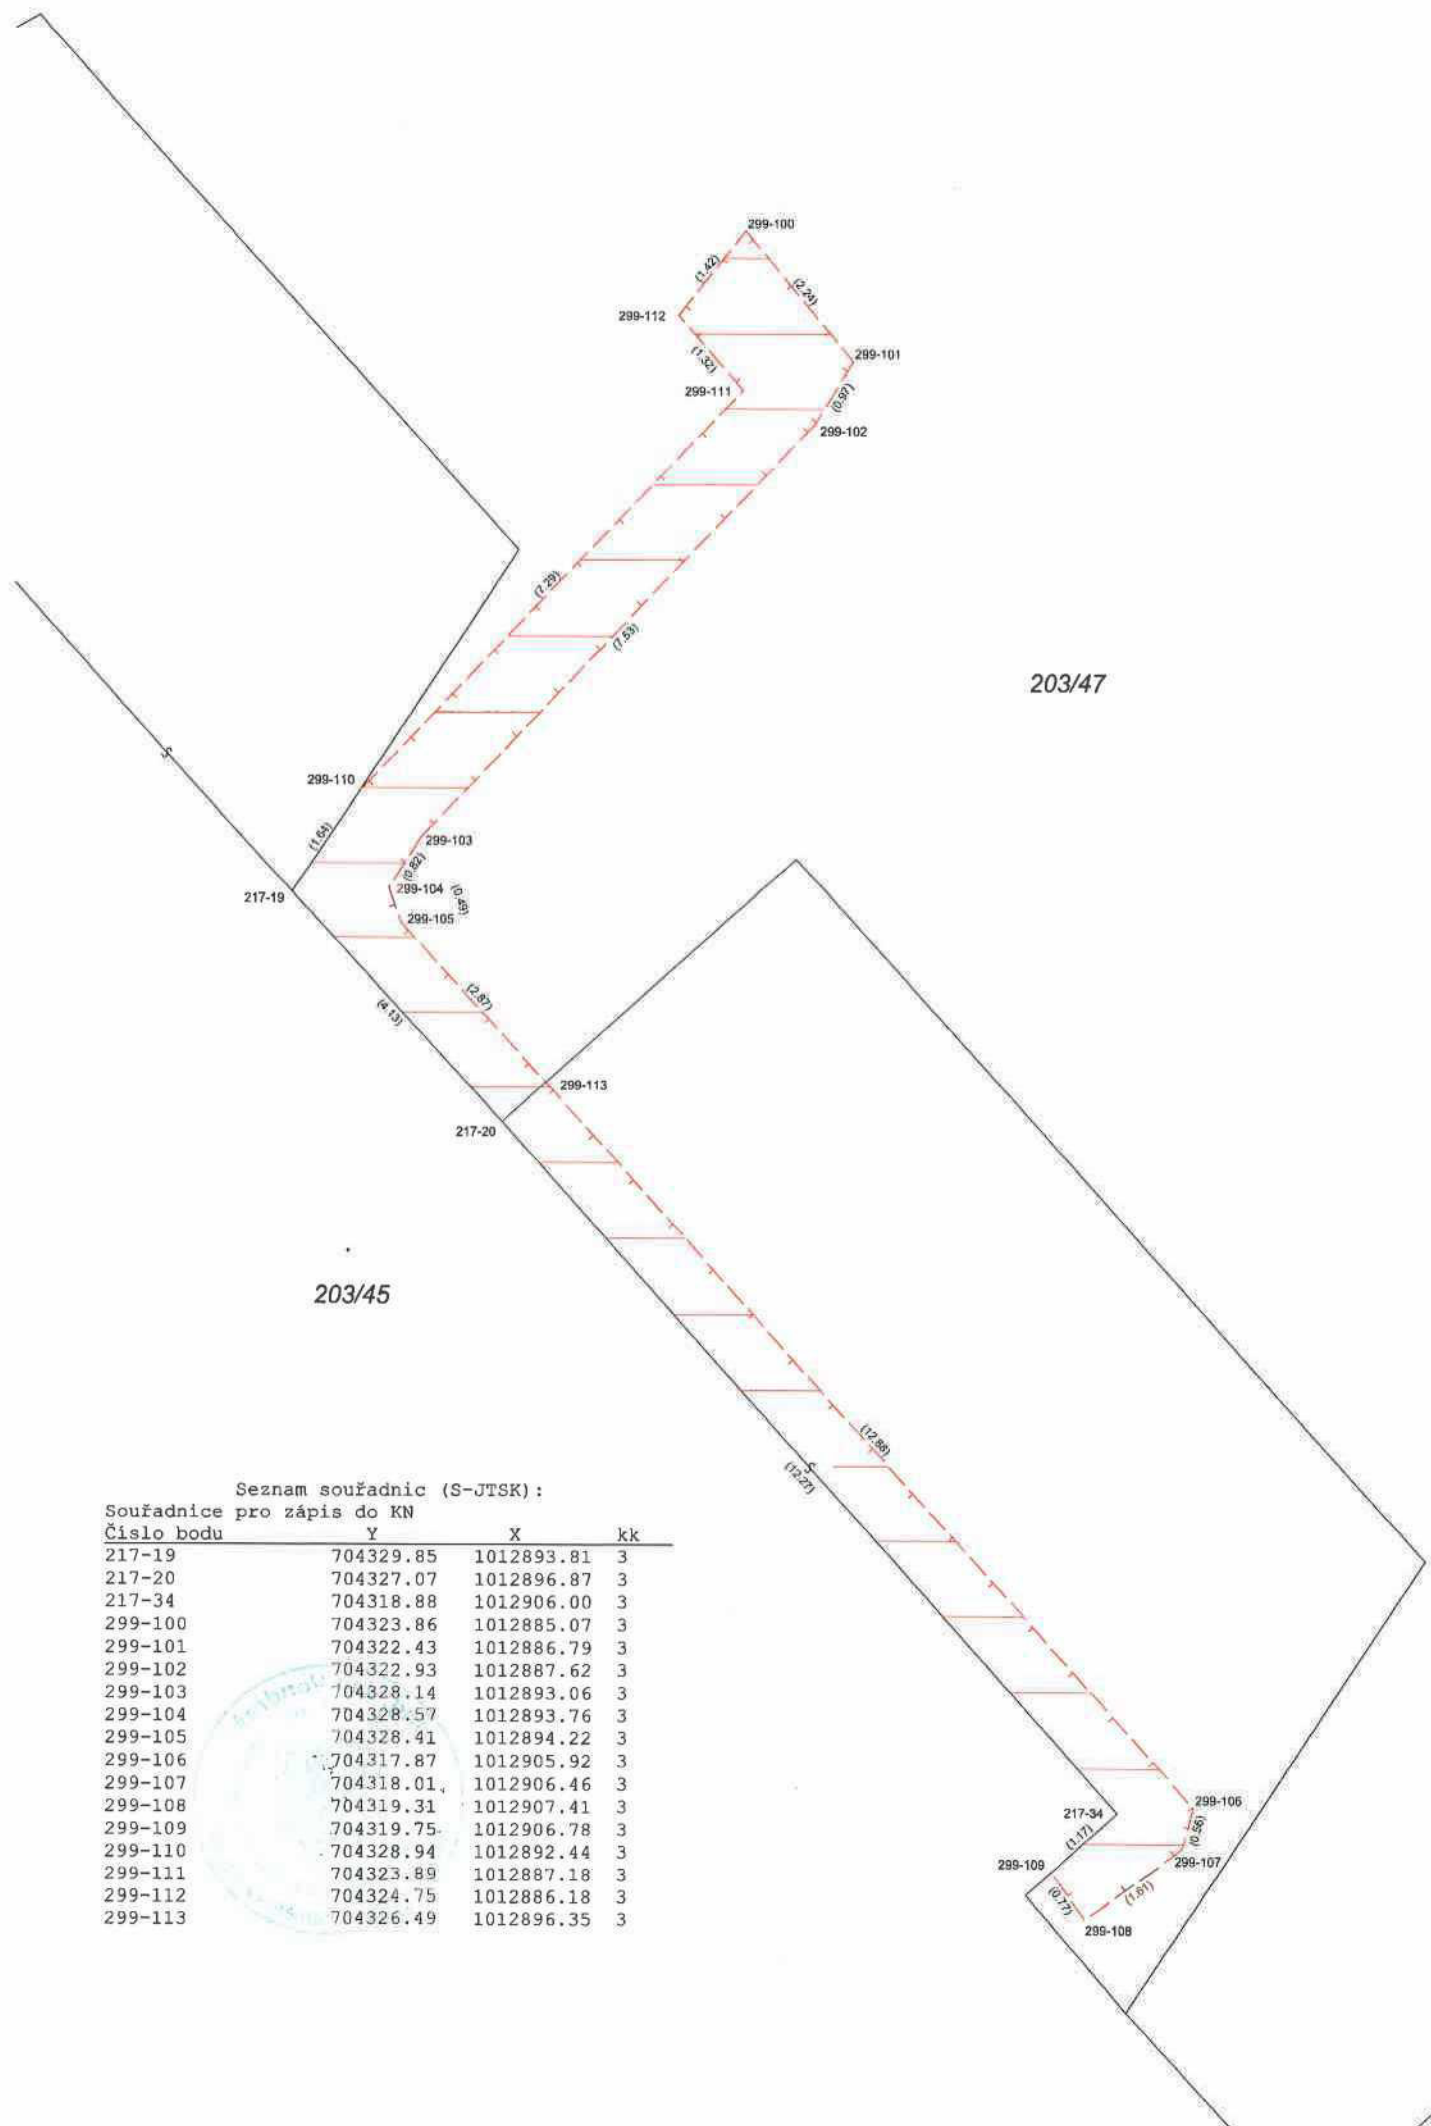 299-100
(1.42)
(2.24)
299-112
299-101
(1.32)
299-111
(0.97)
299-102
(7.29)
(7.53)
203/47
299-110
(1.64)
299-103
(0.82)
299-104
(0.49)
217-19
299-105
(2.87)
(4.13)
299-113
217-20
203/45
(12.88)
(12.27)
Seznam souřadnic (S-JTSK):
Souřadnice pro zápis do KN
Číslo bodu Y X kk
217-19 704329.85 1012893.81 3
217-20 704327.07 1012896.87 3
217-34 704318.88 1012906.00 3
299-100 704323.86 1012885.07 3
299-101 704322.43 1012886.79 3
299-102 704322.93 1012887.62 3
299-103 704328.14 1012893.06 3
299-104 704328.57 1012893.76 3
299-105 704328.41 1012894.22 3
299-106 704317.87 1012905.92 3
299-107 704318.01 1012906.46 3
299-108 704319.31 1012907.41 3
299-109 704319.75 1012906.78 3
299-110 704328.94 1012892.44 3
299-111 704323.89 1012887.18 3
299-112 704324.75 1012886.18 3
299-113 704326.49 1012896.35 3
299-106
217-34
(0.56)
(1.17)
299-107
299-109
(1.61)
(0.77)
299-108